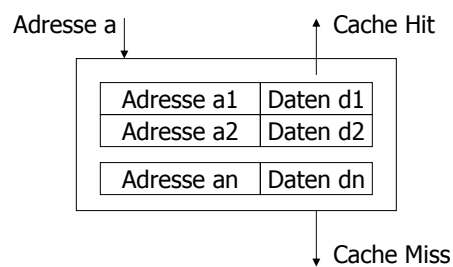 Adresse a Cache Hit
Adresse a1 Daten d1
Adresse a2 Daten d2
Adresse an Daten dn
Cache Miss